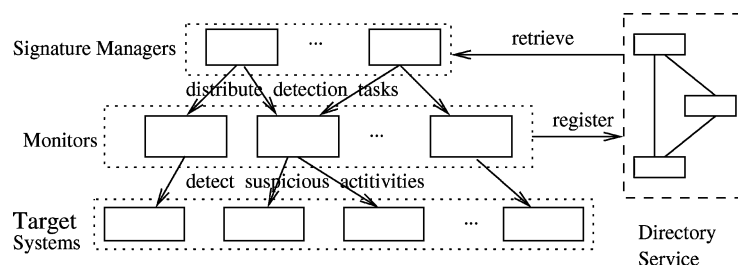 Signature Managers
...
retrieve
distribute detection tasks
Monitors
...
register
detect suspicious actitivities
Target
Systems
...
Directory
Service